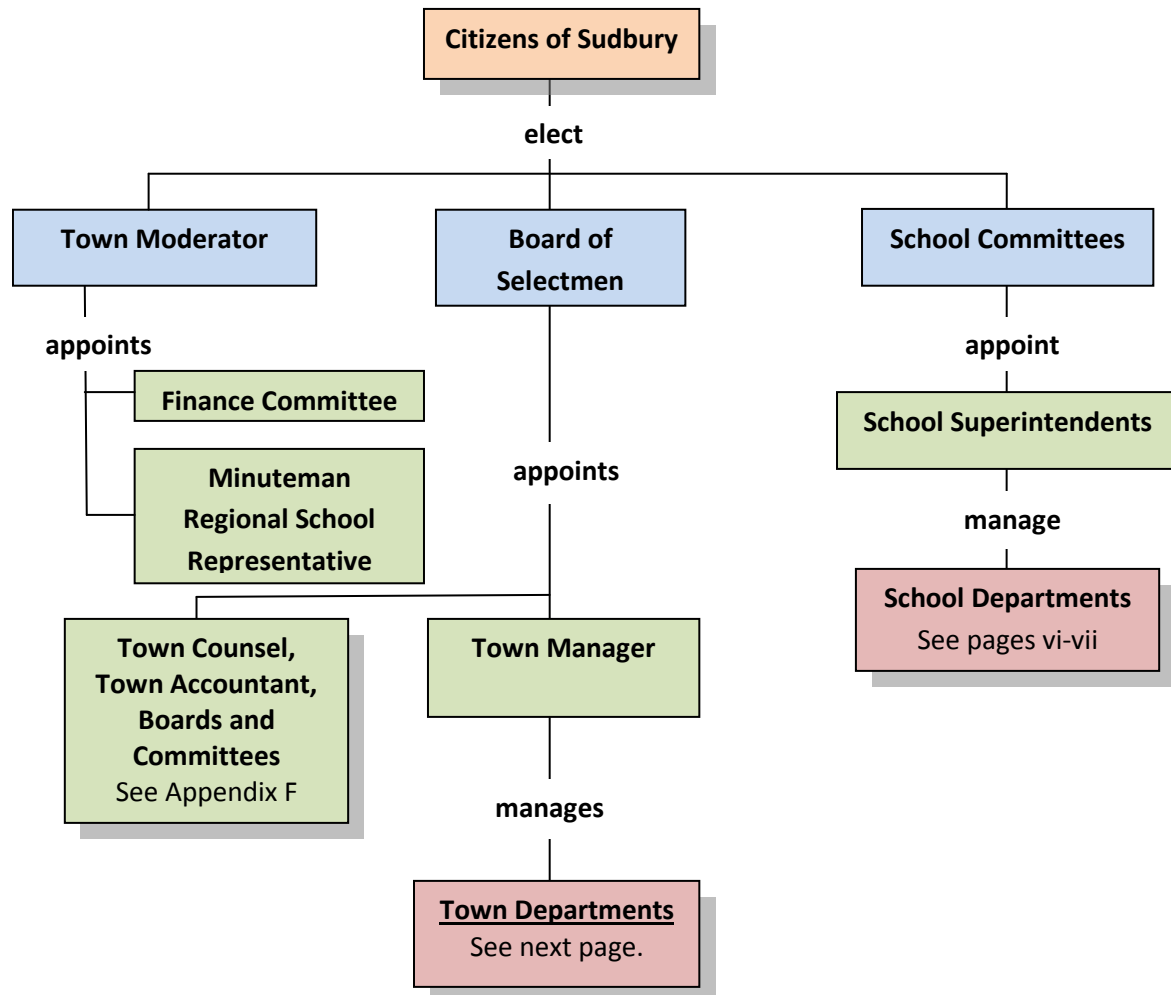 Citizens of Sudbury
elect
Town Moderator
Board of
Selectmen
School Committees
appoints
appoint
Finance Committee
School Superintendents
Minuteman
Regional School
Representative
appoints
manage
School Departments
See pages vi-vii
Town Counsel,
Town Accountant,
Boards and
Committees
See Appendix F
Town Manager
manages
Town Departments
See next page.